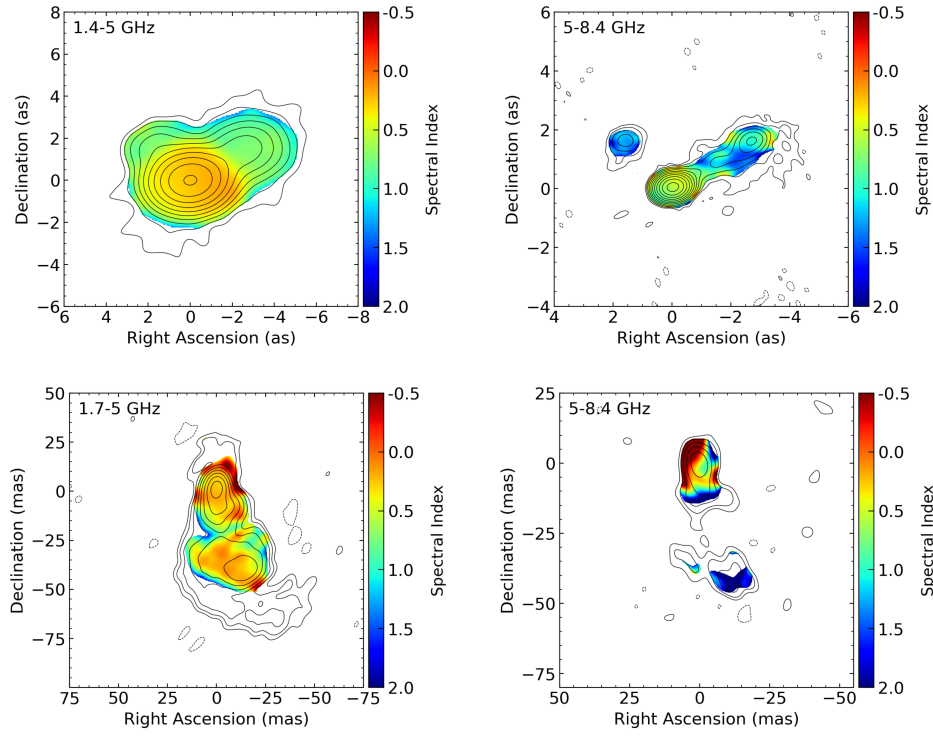 1.4-5 GHz
8
6
4
2
0
−2
−4
−6
6 4 2 0 −2 −4 −6 −8
Declination (as)
Right Ascension (as)
-0.5
0.0
0.5
1.0
1.5
2.0
Spectral Index
5-8.4 GHz
6
4
2
0
−2
−4
4 2 0 −2 −4 −6
Declination (as)
Right Ascension (as)
-0.5
0.0
0.5
1.0
1.5
2.0
Spectral Index
1.7-5 GHz
50
25
0
−25
−50
−75
75 50 25 0 −25 −50 −75
Declination (mas)
Right Ascension (mas)
-0.5
0.0
0.5
1.0
1.5
2.0
Spectral Index
5-8.4 GHz
25
0
−25
−50
−75
50 25 0 −25 −50
Declination (mas)
Right Ascension (mas)
-0.5
0.0
0.5
1.0
1.5
2.0
Spectral Index